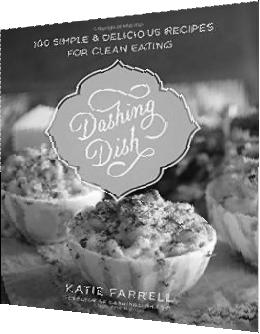 100 SIMPLE & DELICIOUS RECIPES
FOR CLEAN EATING
Dashing
Dish
KATIE FARRELL